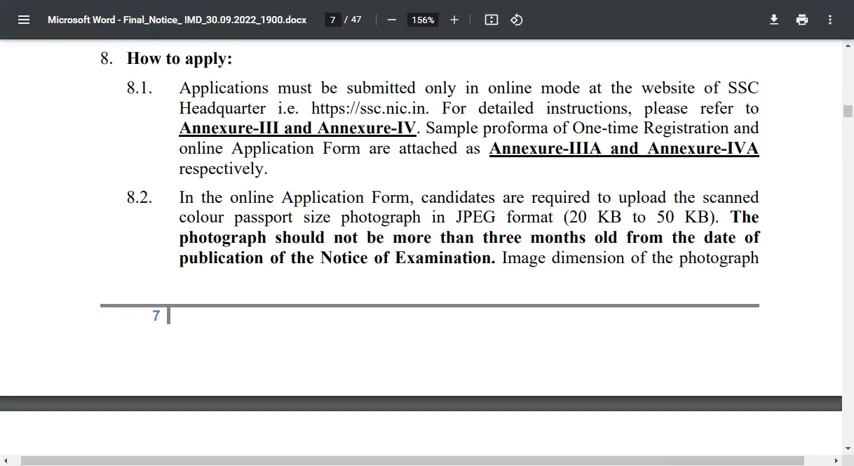 Microsoft Word - Final_Notice_ IMD_30.09.2022_1900.docx
7 / 47
156%
8. How to apply:
8.1. Applications must be submitted only in online mode at the website of SSC
Headquarter i.e. https://ssc.nic.in. For detailed instructions, please refer to
Annexure-III and Annexure-IV. Sample proforma of One-time Registration and
online Application Form are attached as Annexure-IIIA and Annexure-IVA
respectively.
8.2. In the online Application Form, candidates are required to upload the scanned
colour passport size photograph in JPEG format (20 KB to 50 KB). The
photograph should not be more than three months old from the date of
publication of the Notice of Examination. Image dimension of the photograph
7